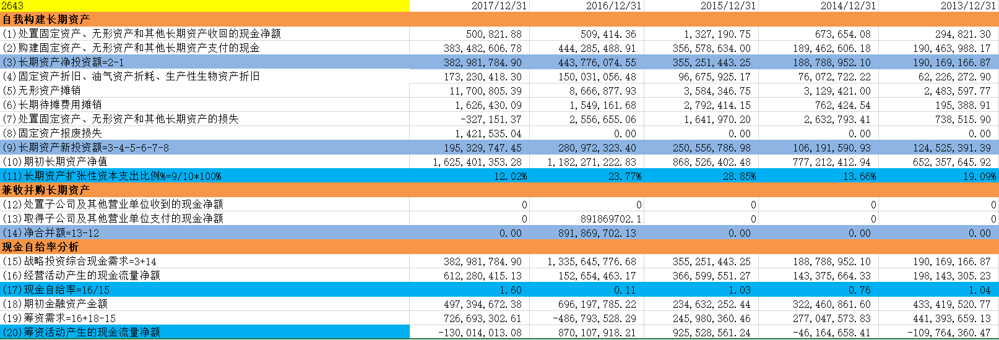 2643 2017/12/31 2016/12/31 2015/12/31 2014/12/31 2013/12/31
自我构建长期资产
(1)处置固定资产、无形资产和其他长期资产收回的现金净额 500,821.88 509,414.36 1,327,190.75 673,654.08 294,821.30
(2)购建固定资产、无形资产和其他长期资产支付的现金 383,482,606.78 444,285,488.91 356,578,634.00 189,462,606.18 190,463,988.17
(3)长期资产净投资额=2-1 382,981,784.90 443,776,074.55 355,251,443.25 188,788,952.10 190,169,166.87
(4)固定资产折旧、油气资产折耗、生产性生物资产折旧 173,230,418.30 150,031,056.48 96,675,925.17 76,072,722.22 62,226,272.90
(5)无形资产摊销 11,700,805.39 8,666,877.93 3,584,346.75 3,129,421.00 2,483,597.77
(6)长期待摊费用摊销 1,626,430.09 1,549,161.68 2,792,414.15 762,424.54 195,388.91
(7)处置固定资产、无形资产和其他长期资产的损失 -327,151.37 2,556,655.06 1,641,970.20 2,632,793.41 738,515.90
(8)固定资产报废损失 1,421,535.04 0.00 0.00 0.00 0.00
(9)长期资产新投资额=3-4-5-6-7-8 195,329,747.45 280,972,323.40 250,556,786.98 106,191,590.93 124,525,391.39
(10)期初长期资产净值 1,625,401,353.28 1,182,271,222.83 868,526,402.48 777,212,412.94 652,357,645.92
(11)长期资产扩张性资本支出比例%=9/10*100% 12.02% 23.77% 28.85% 13.66% 19.09%
兼收并购长期资产
(12)处置子公司及其他营业单位收到的现金净额 0 0 0 0 0
(13)取得子公司及其他营业单位支付的现金净额 0 891869702.1 0 0 0
(14)净合并额=13-12 0.00 891,869,702.13 0.00 0.00 0.00
现金自给率分析
(15)战略投资综合现金需求=3+14 382,981,784.90 1,335,645,776.68 355,251,443.25 188,788,952.10 190,169,166.87
(16)经营活动产生的现金流量净额 612,280,415.13 152,654,463.17 366,599,551.27 143,375,664.33 198,143,305.23
(17)现金自给率=16/15 1.60 0.11 1.03 0.76 1.04
(18)期初金融资产金额 497,394,672.38 696,197,785.22 234,632,252.44 322,460,861.60 433,419,520.77
(19)筹资需求=16+18-15 726,693,302.61 -486,793,528.29 245,980,360.46 277,047,573.83 441,393,659.13
(20)筹资活动产生的现金流量净额 -130,014,013.08 870,107,918.21 925,528,561.24 -46,164,658.41 -109,764,360.47